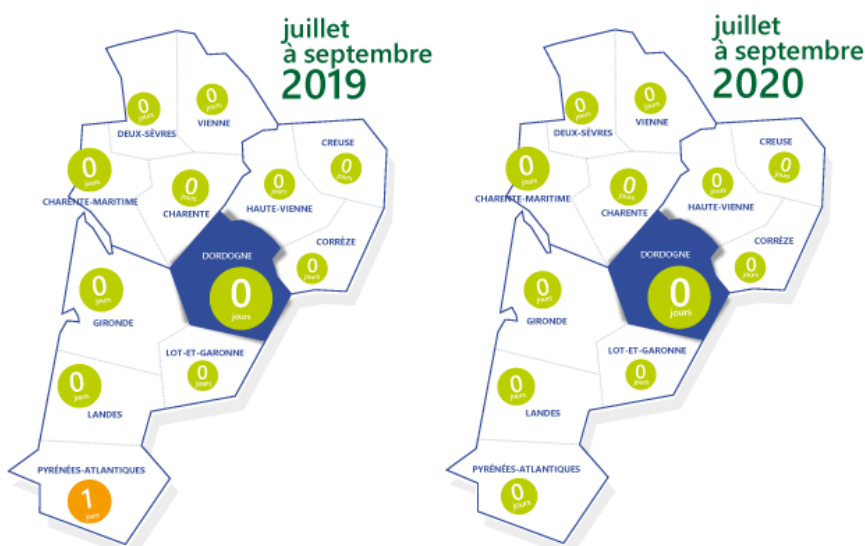 juillet
à septembre
2019
0
jours
DEUX-SÈVRES
0
jours
VIENNE
CREUSE
0
jours
0
jours
CHARENTE-MARITIME
0
jours
CHARENTE
0
jours
HAUTE-VIENNE
CORRÈZE
0
jours
DORDOGNE
0
jours
0
jours
GIRONDE
LOT-ET-GARONNE
0
jours
0
jours
LANDES
PYRÉNÉES-ATLANTIQUES
1
jours
juillet
à septembre
2020
0
jours
DEUX-SÈVRES
0
jours
VIENNE
CREUSE
0
jours
0
jours
CHARENTE-MARITIME
0
jours
CHARENTE
0
jours
HAUTE-VIENNE
CORRÈZE
0
jours
DORDOGNE
0
jours
0
jours
GIRONDE
LOT-ET-GARONNE
0
jours
0
jours
LANDES
PYRÉNÉES-ATLANTIQUES
0
jours